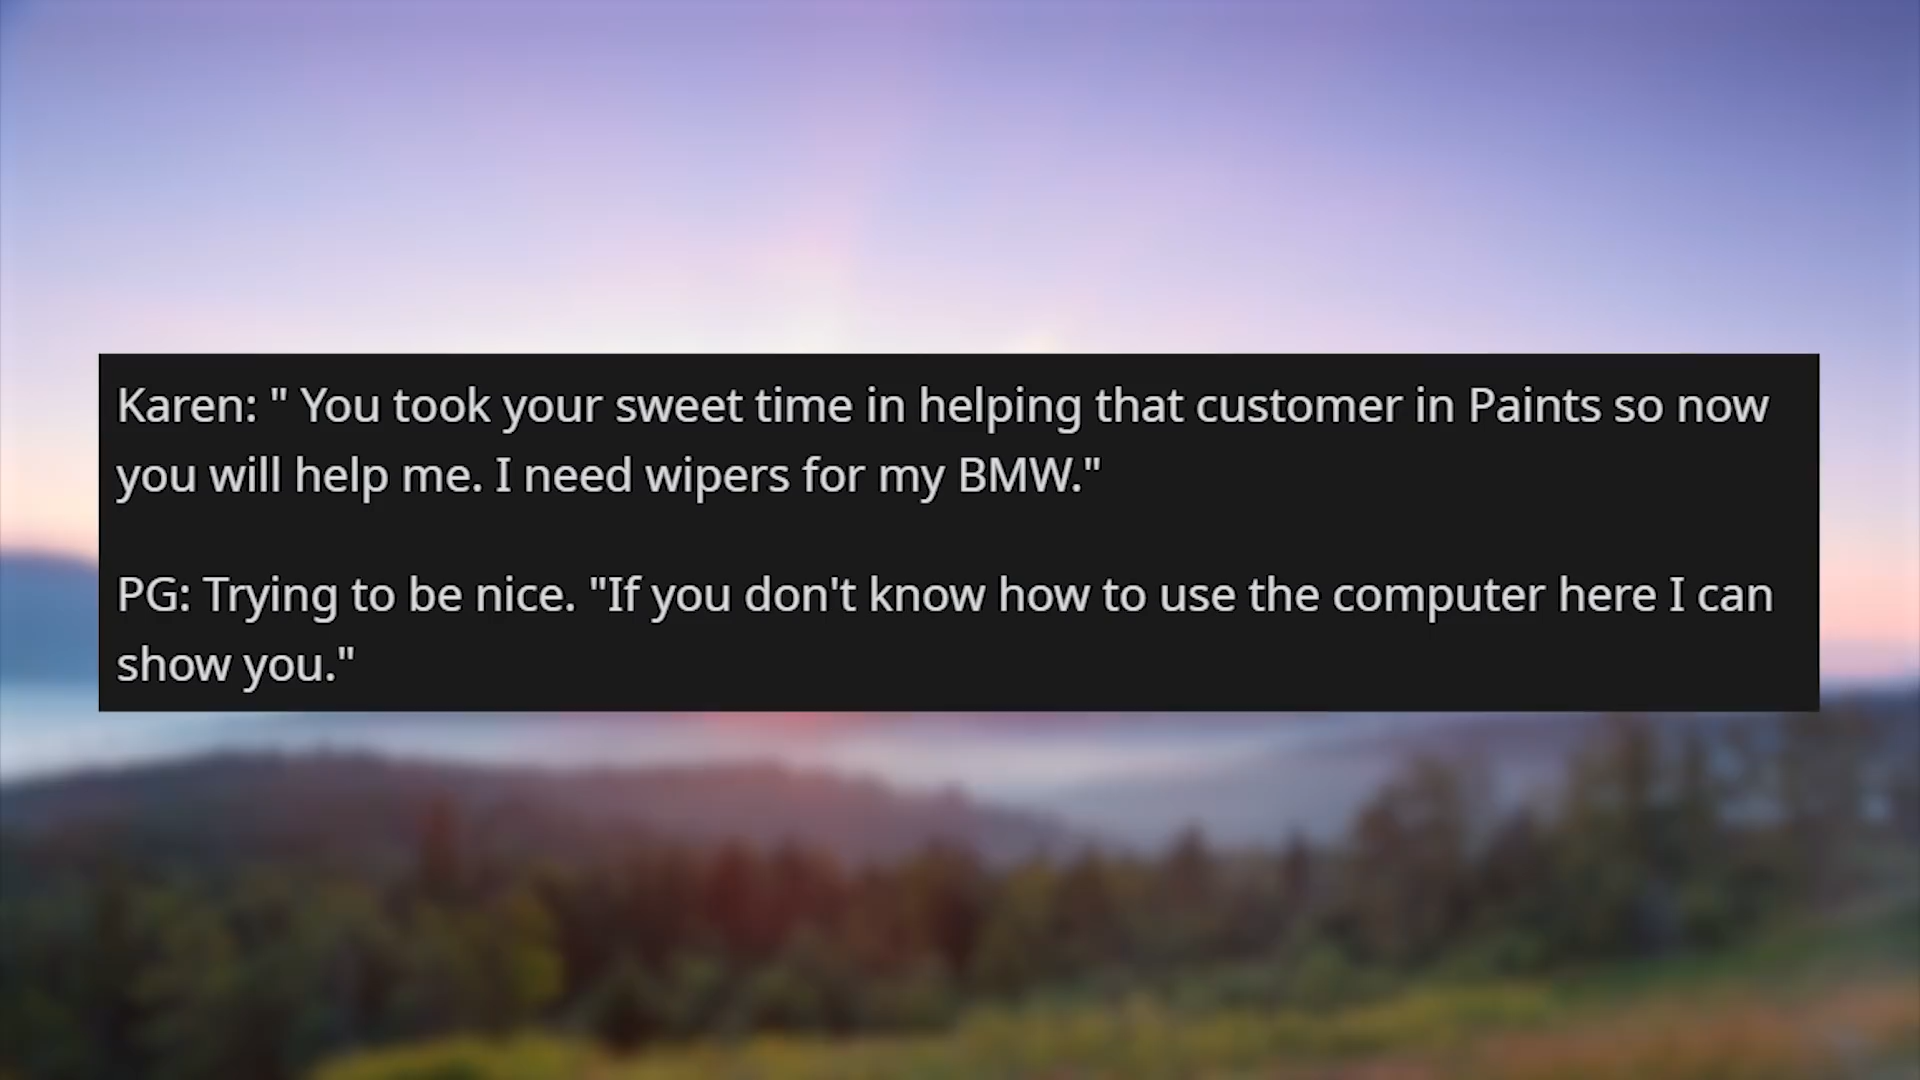 Karen: " You took your sweet time in helping that customer in Paints so now
you will help me. I need wipers for my BMW."
PG: Trying to be nice. "If you don't know how to use the computer here I can
show you."